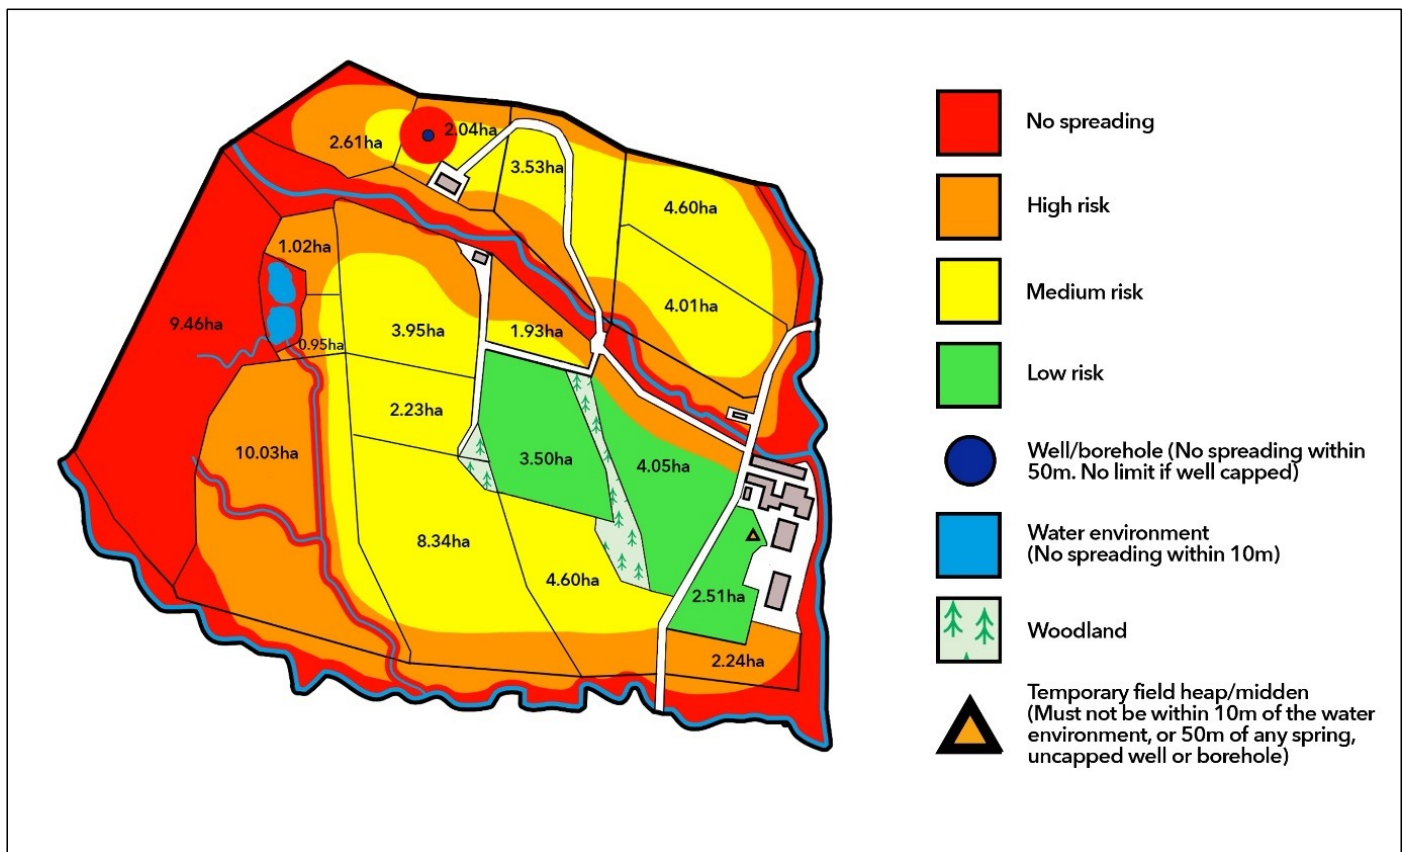 2.61ha
2.04ha
3.53ha
4.60ha
1.02ha
4.01ha
9.46ha
3.95ha
1.93ha
0.95ha
2.23ha
10.03ha
3.50ha
4.05ha
8.34ha
4.60ha
2.51ha
2.24ha
No spreading
High risk
Medium risk
Low risk
Well/borehole (No spreading within
50m. No limit if well capped)
Water environment
(No spreading within 10m)
Woodland
Temporary field heap/midden
(Must not be within 10m of the water
environment, or 50m of any spring,
uncapped well or borehole)